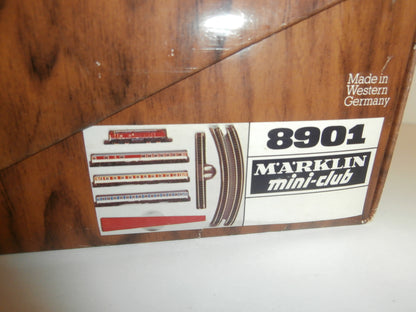 Made in
Western
Germany
8901
MÄRKLIN
mini-club